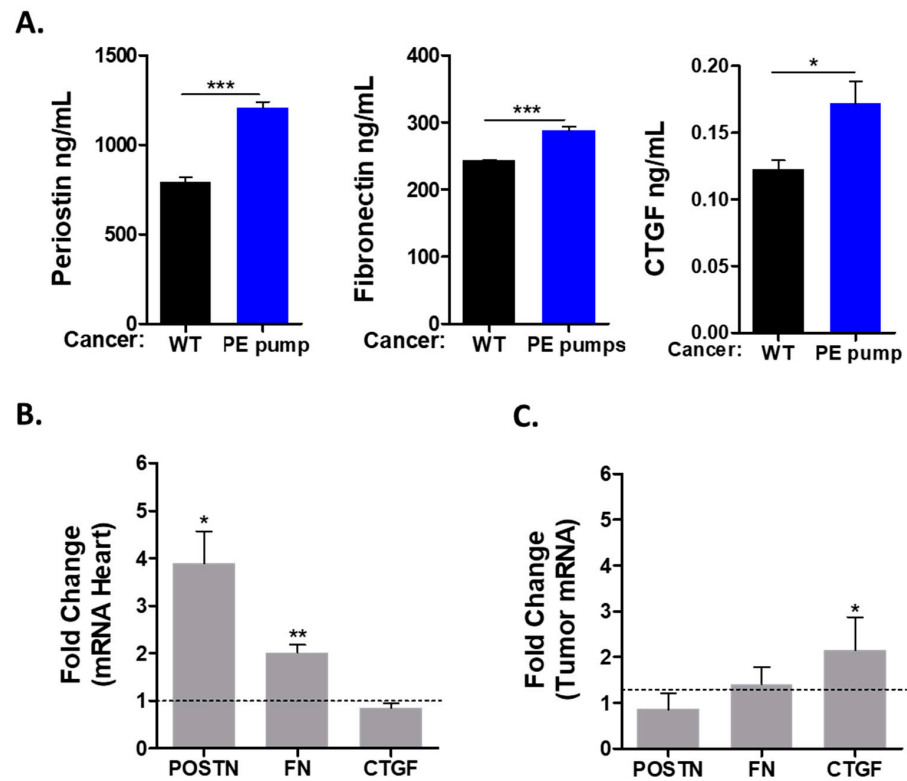 A.
Periostin ng/mL
1500
1000
500
0
***
Cancer: WT PE pump
Fibronectin ng/mL
400
300
200
100
0
***
Cancer: WT PE pumps
CTGF ng/mL
0.20
0.15
0.10
0.05
0.00
*
Cancer: WT PE pump
B.
Fold Change
(mRNA Heart)
6
5
4
3
2
1
0
*
**
POSTN FN CTGF
C.
Fold Change
(Tumor mRNA)
6
5
4
3
2
1
0
*
POSTN FN CTGF